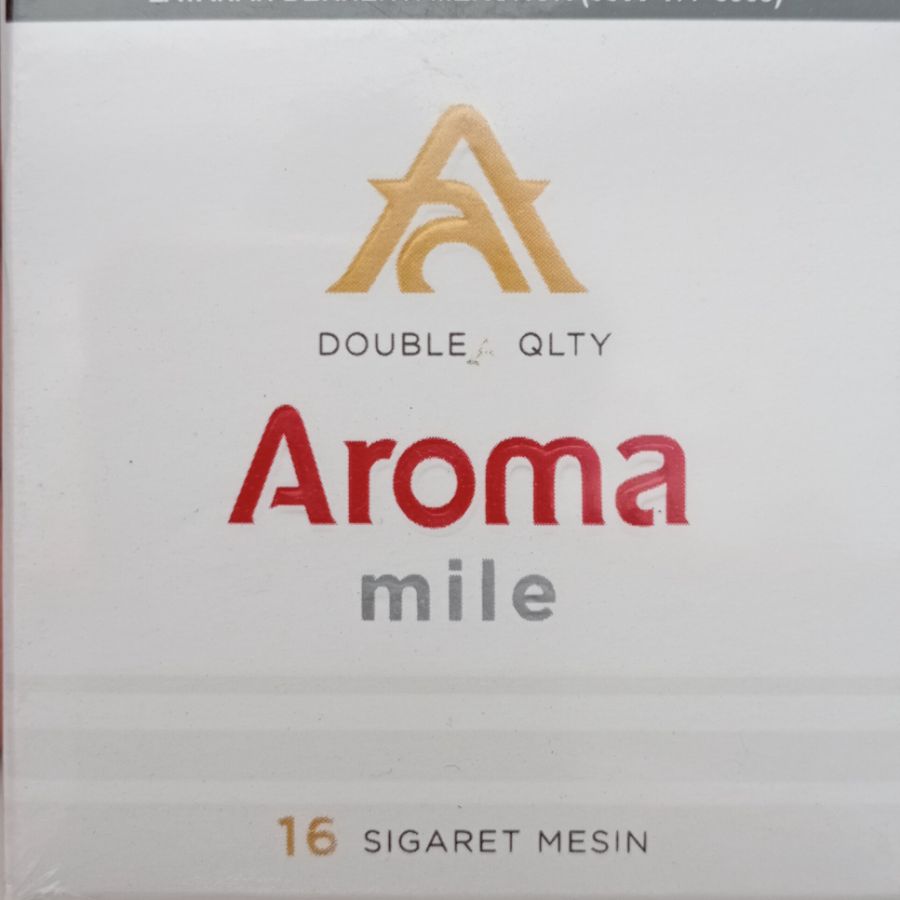 DOUBLE QLTY
Aroma
mile
16 SIGARET MESIN